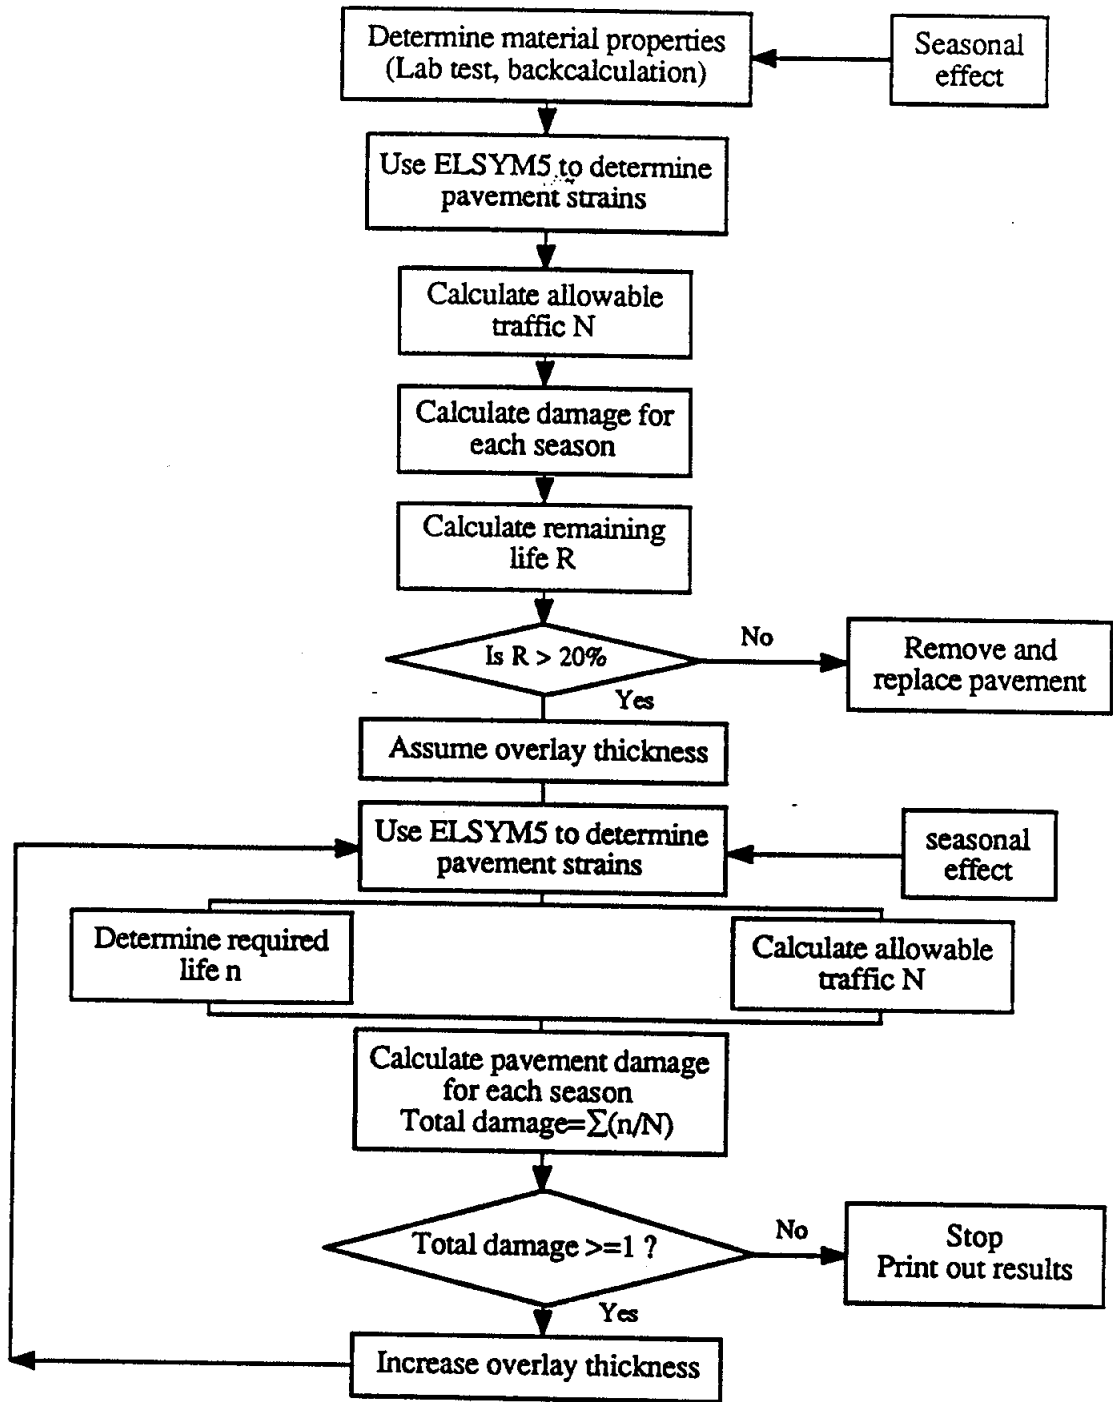 Determine material properties
(Lab test, backcalculation)
Seasonal
effect
Use ELSYM5 to determine
pavement strains
Calculate allowable
traffic N
Calculate damage for
each season
Calculate remaining
life R
Is R > 20%
No
Remove and
replace pavement
Yes
Assume overlay thickness
Use ELSYM5 to determine
pavement strains
seasonal
effect
Determine required
life n
Calculate allowable
traffic N
Calculate pavement damage
for each season
Total damage=∑(n/N)
Total damage >=1 ?
No
Stop
Print out results
Yes
Increase overlay thickness